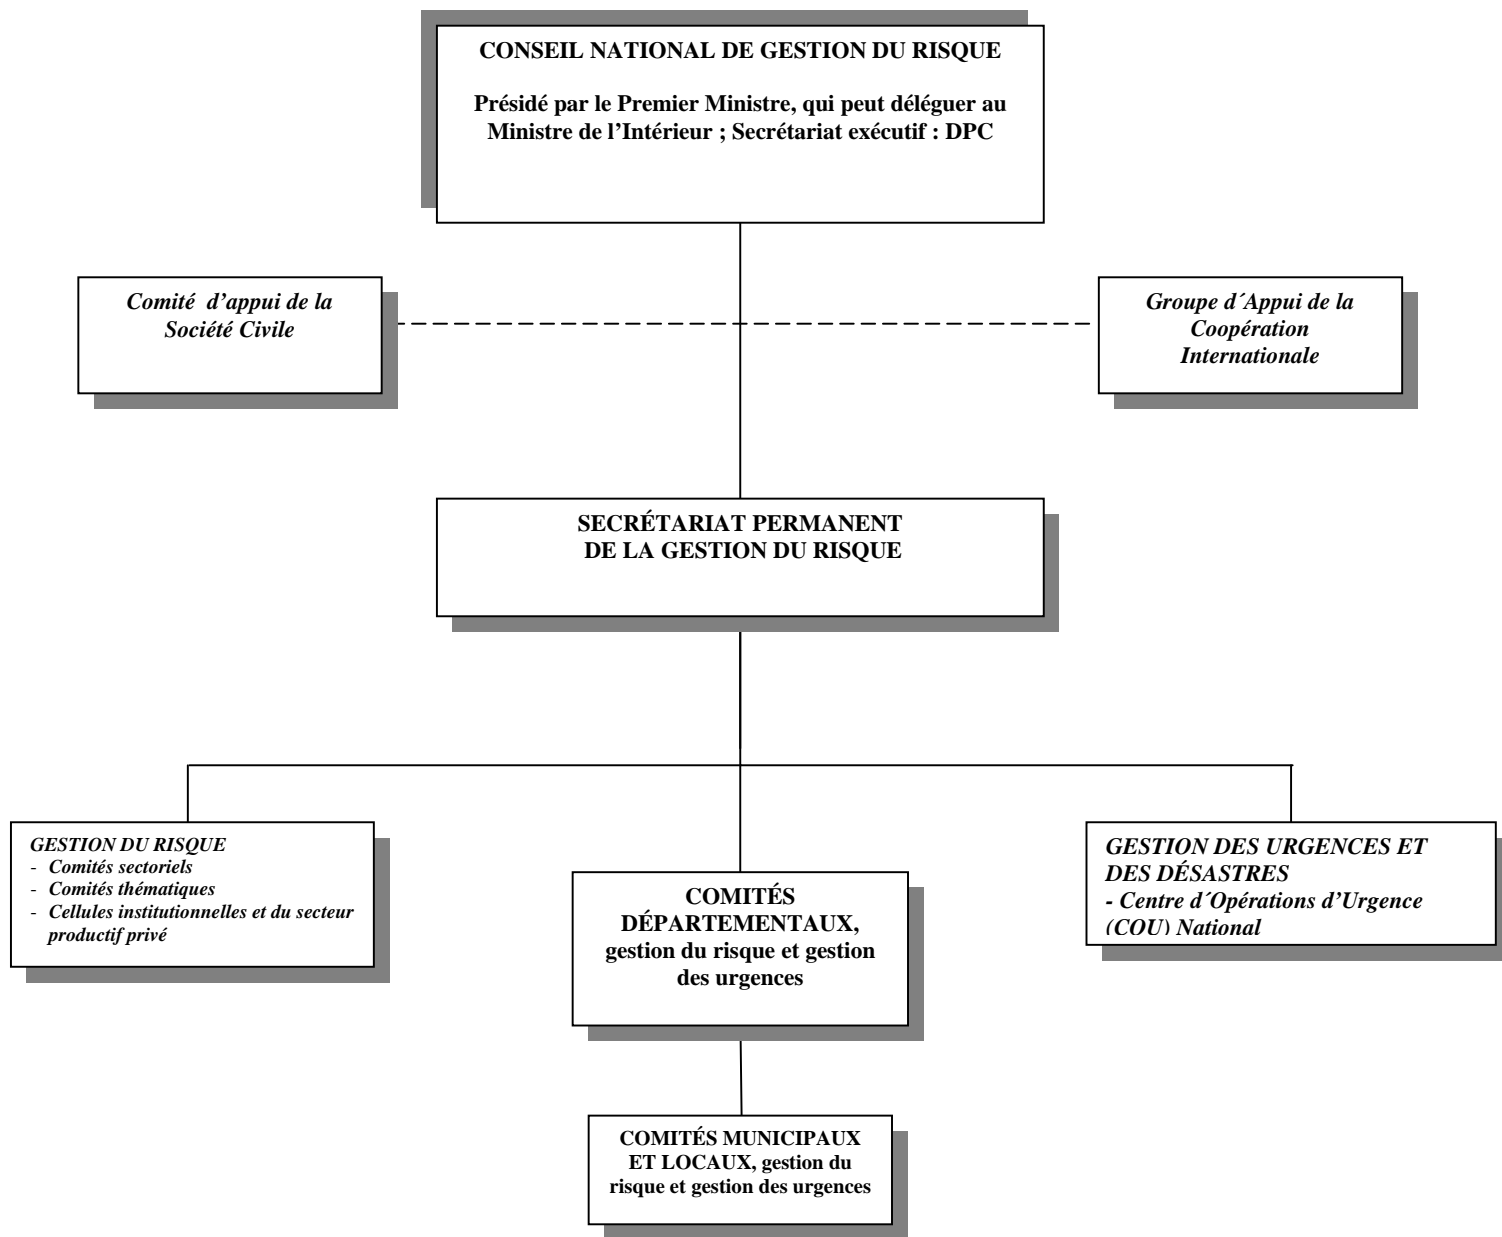 CONSEIL NATIONAL DE GESTION DU RISQUE
Présidé par le Premier Ministre, qui peut déléguer au
Ministre de l’Intérieur ; Secrétariat exécutif : DPC
Comité d’appui de la
Société Civile
Groupe d´Appui de la
Coopération
Internationale
SECRÉTARIAT PERMANENT
DE LA GESTION DU RISQUE
GESTION DU RISQUE
- Comités sectoriels
- Comités thématiques
- Cellules institutionnelles et du secteur
productif privé
COMITÉS
DÉPARTEMENTAUX,
gestion du risque et gestion
des urgences
GESTION DES URGENCES ET
DES DÉSASTRES
- Centre d´Opérations d’Urgence
(COU) National
COMITÉS MUNICIPAUX
ET LOCAUX, gestion du
risque et gestion des urgences